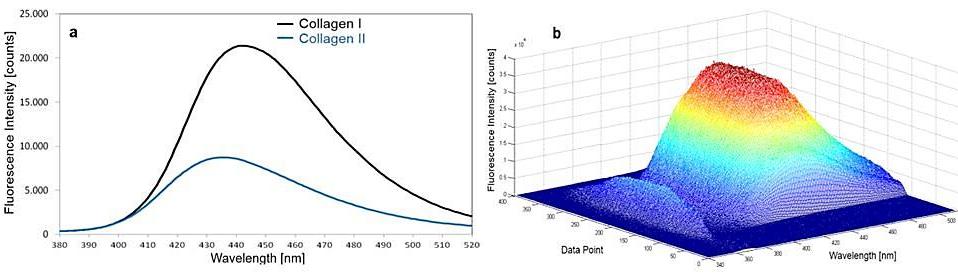 a
Collagen I
Collagen II
25.000
20.000
15.000
10.000
5.000
0
Fluorescence Intensity [counts]
380 390 400 410 420 430 440 450 460 470 480 490 500 510 520
Wavelength [nm]
b
Fluorescence Intensity [counts]
4
3.5
3
2.5
2
1.5
1
0.5
0
400 350 300 250 200 150 100 50 0
Data Point
340 360 380 400 420 440 460 480 500
Wavelength [nm]